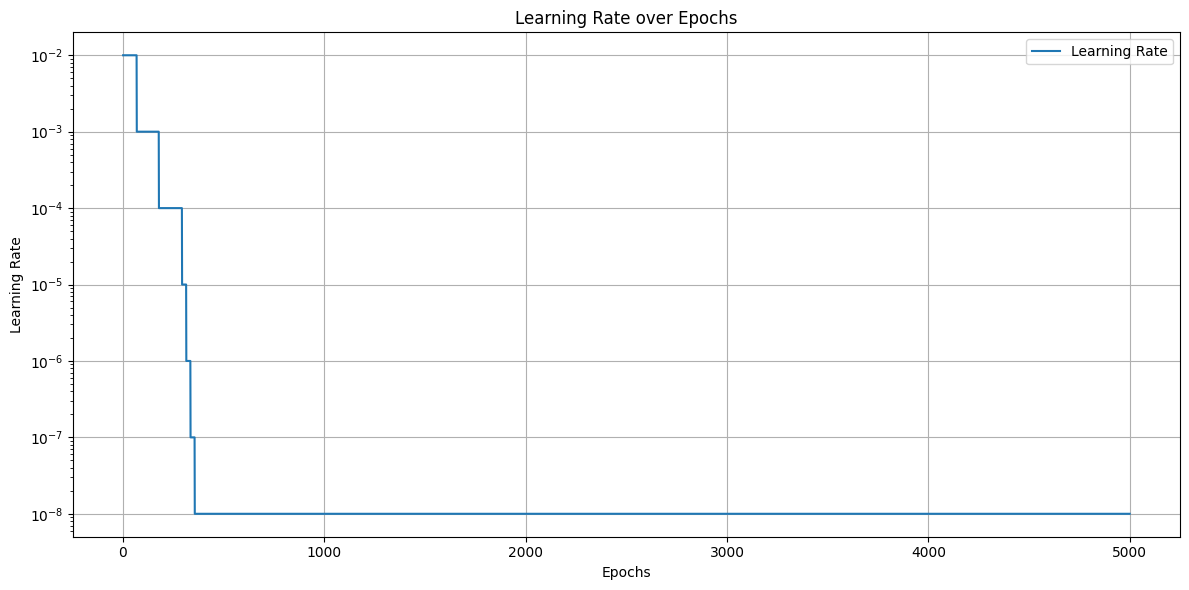 Learning Rate over Epochs
Learning Rate
10⁻²
10⁻³
10⁻⁴
10⁻⁵
10⁻⁶
10⁻⁷
10⁻⁸
Learning Rate
0 1000 2000 3000 4000 5000
Epochs